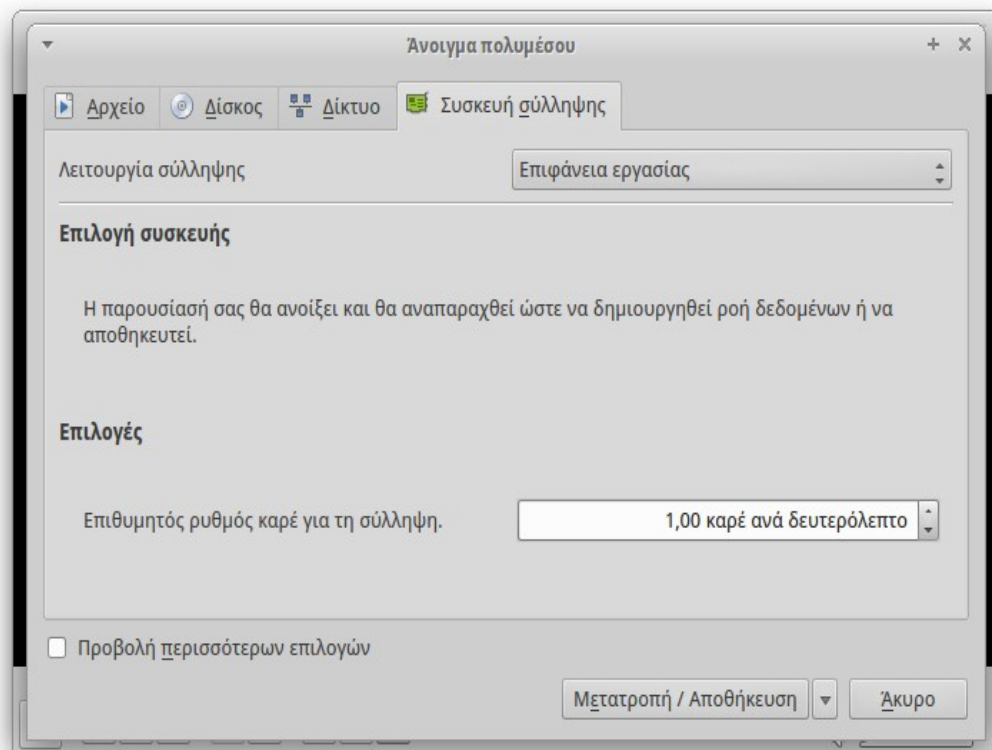 Άνοιγμα πολυμέσου
Αρχείο Δίσκος Δίκτυο Συσκευή σύλληψης
Λειτουργία σύλληψης Επιφάνεια εργασίας
Επιλογή συσκευής
Η παρουσίασή σας θα ανοίξει και θα αναπαραχθεί ώστε να δημιουργηθεί ροή δεδομένων ή να
αποθηκευτεί.
Επιλογές
Επιθυμητός ρυθμός καρέ για τη σύλληψη. 1,00 καρέ ανά δευτερόλεπτο
Προβολή περισσότερων επιλογών
Μετατροπή / Αποθήκευση Άκυρο